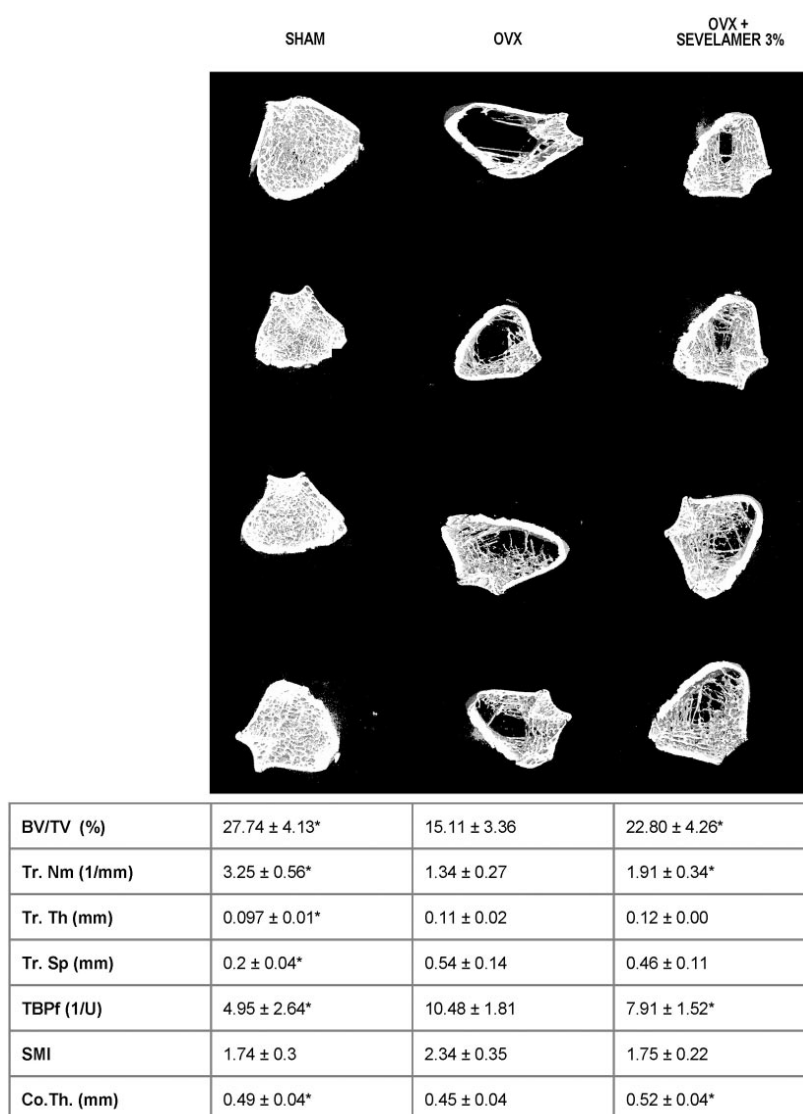 SHAM OVX OVX +
SEVELAMER 3%
BV/TV (%) 27.74 ± 4.13* 15.11 ± 3.36 22.80 ± 4.26*
Tr. Nm (1/mm) 3.25 ± 0.56* 1.34 ± 0.27 1.91 ± 0.34*
Tr. Th (mm) 0.097 ± 0.01* 0.11 ± 0.02 0.12 ± 0.00
Tr. Sp (mm) 0.2 ± 0.04* 0.54 ± 0.14 0.46 ± 0.11
TBPf (1/U) 4.95 ± 2.64* 10.48 ± 1.81 7.91 ± 1.52*
SMI 1.74 ± 0.3 2.34 ± 0.35 1.75 ± 0.22
Co.Th. (mm) 0.49 ± 0.04* 0.45 ± 0.04 0.52 ± 0.04*